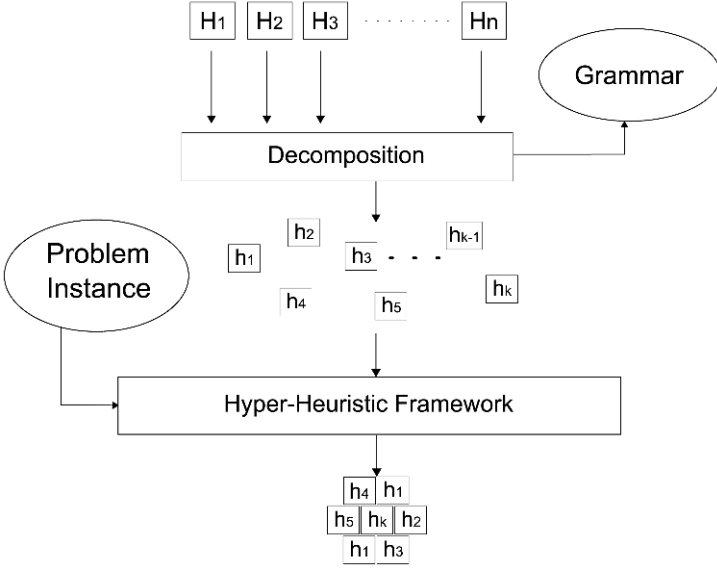 H1 H2 H3 ........ Hn
Grammar
Decomposition
h2 hk-1
h1 h3 - - -
hk
h4 h5
Problem
Instance
Hyper-Heuristic Framework
h4 h1
h5 hk h2
h1 h3